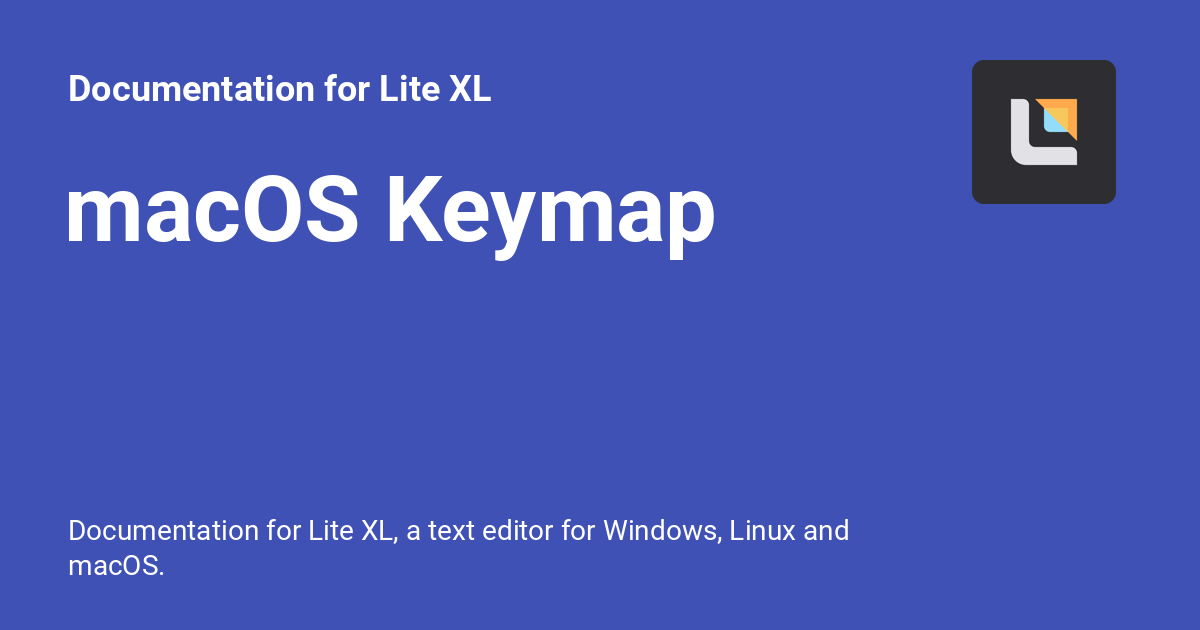 Documentation for Lite XL
macOS Keymap
Documentation for Lite XL, a text editor for Windows, Linux and
macOS.